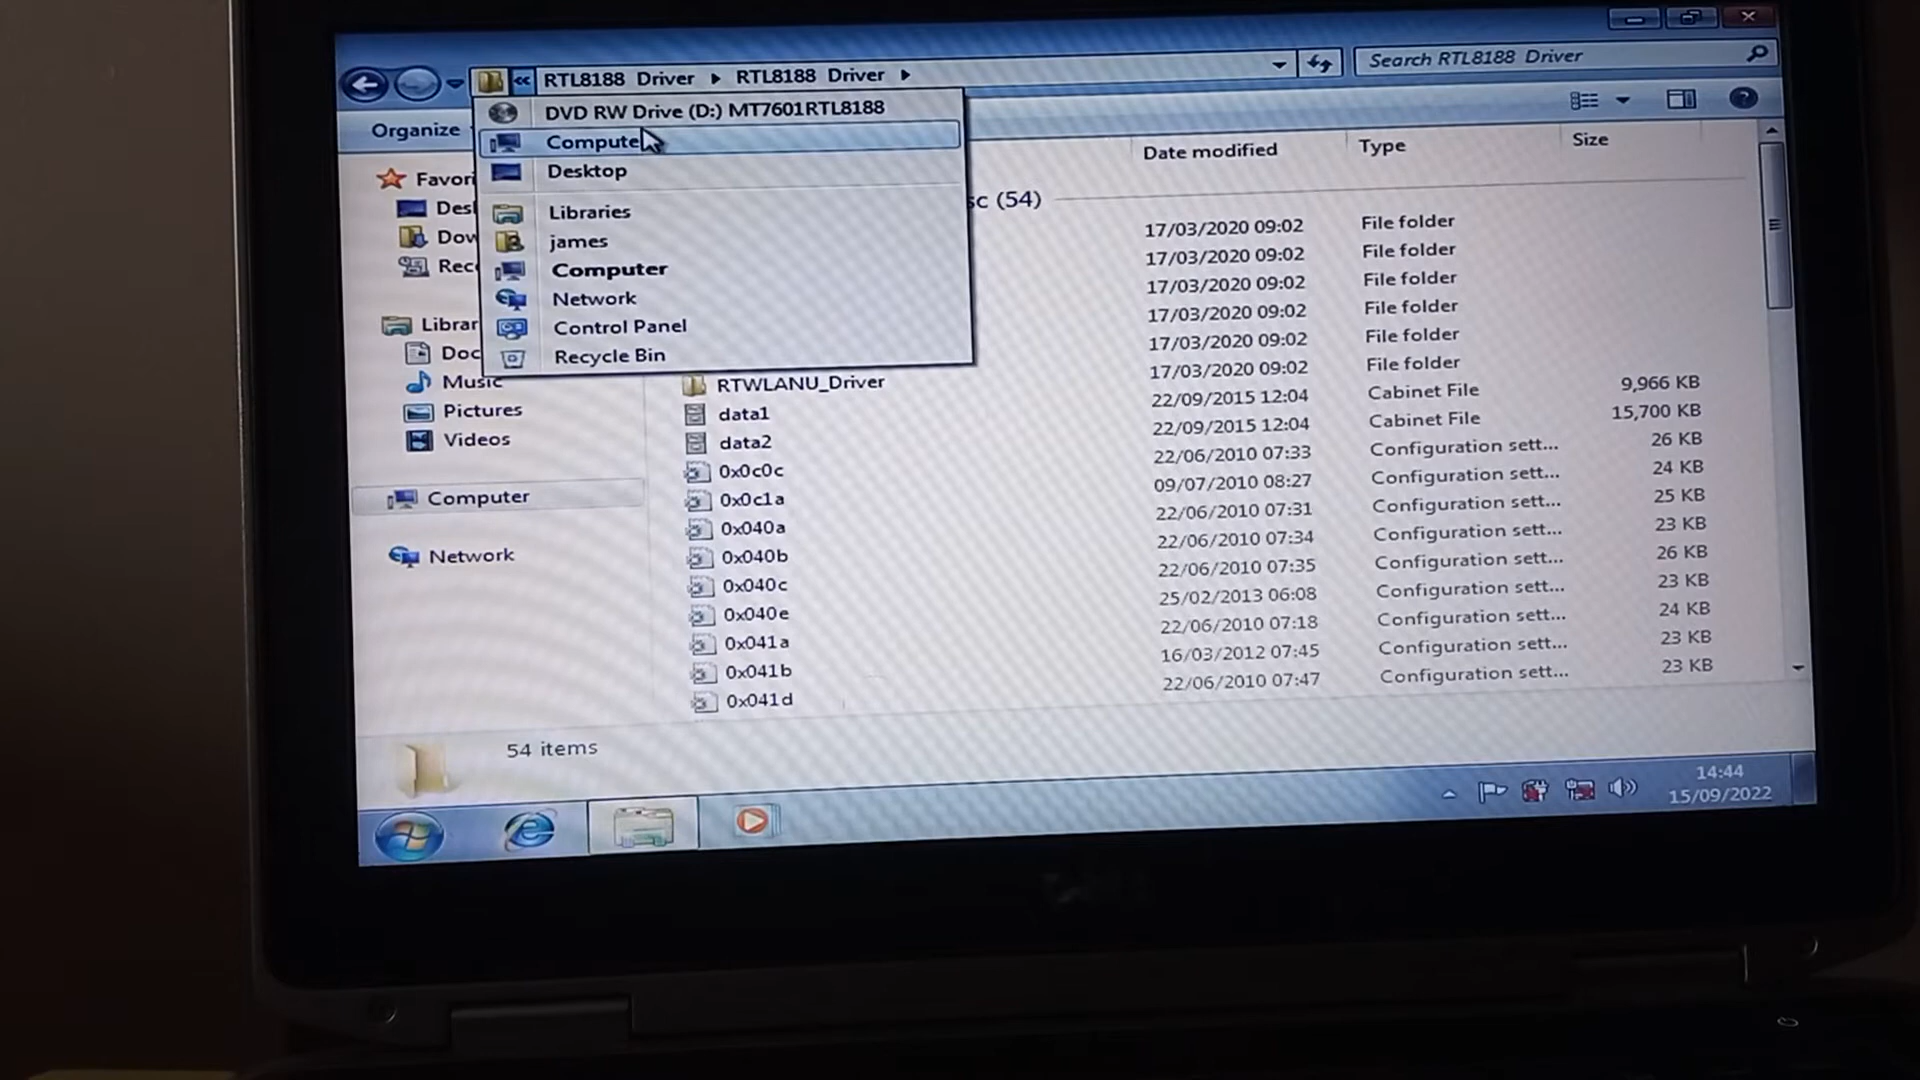 « RTL8188 Driver ▸ RTL8188 Driver ▸
Search RTL8188 Driver
Organize
DVD RW Drive (D:) MT7601RTL8188
Computer
Desktop
Libraries
james
Computer
Network
Control Panel
Recycle Bin
Favori
Des
Dow
Rec
Librar
Doc
Music
Pictures
Videos
Computer
Network
Date modified Type Size
sc (54)
17/03/2020 09:02 File folder
17/03/2020 09:02 File folder
17/03/2020 09:02 File folder
17/03/2020 09:02 File folder
17/03/2020 09:02 File folder
RTWLANU_Driver 17/03/2020 09:02 File folder
data1 22/09/2015 12:04 Cabinet File 9,966 KB
data2 22/09/2015 12:04 Cabinet File 15,700 KB
0x0c0c 22/06/2010 07:33 Configuration sett... 26 KB
0x0c1a 09/07/2010 08:27 Configuration sett... 24 KB
0x040a 22/06/2010 07:31 Configuration sett... 25 KB
0x040b 22/06/2010 07:34 Configuration sett... 23 KB
0x040c 22/06/2010 07:35 Configuration sett... 26 KB
0x040e 25/02/2013 06:08 Configuration sett... 23 KB
0x041a 22/06/2010 07:18 Configuration sett... 24 KB
0x041b 16/03/2012 07:45 Configuration sett... 23 KB
0x041d 22/06/2010 07:47 Configuration sett... 23 KB
54 items
14:44
15/09/2022